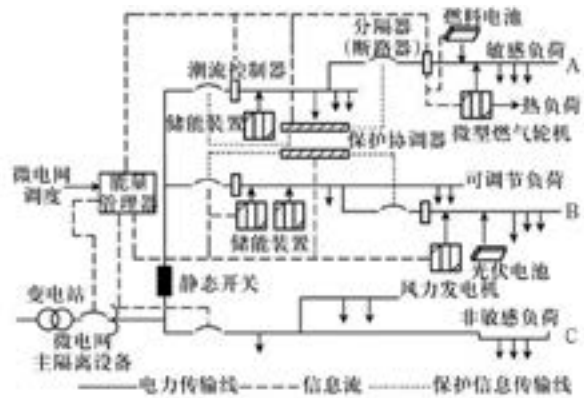 燃料电池
分隔器
(断路器)
敏感负荷
A
潮流控制器
热负荷
储能装置
微型燃气轮机
保护协调器
微电网
调度
能量
管理器
可调节负荷
B
储能装置
光伏电池
静态开关
风力发电机
变电站
非敏感负荷
C
微电网
主隔离设备
电力传输线
信息流
保护信息传输线